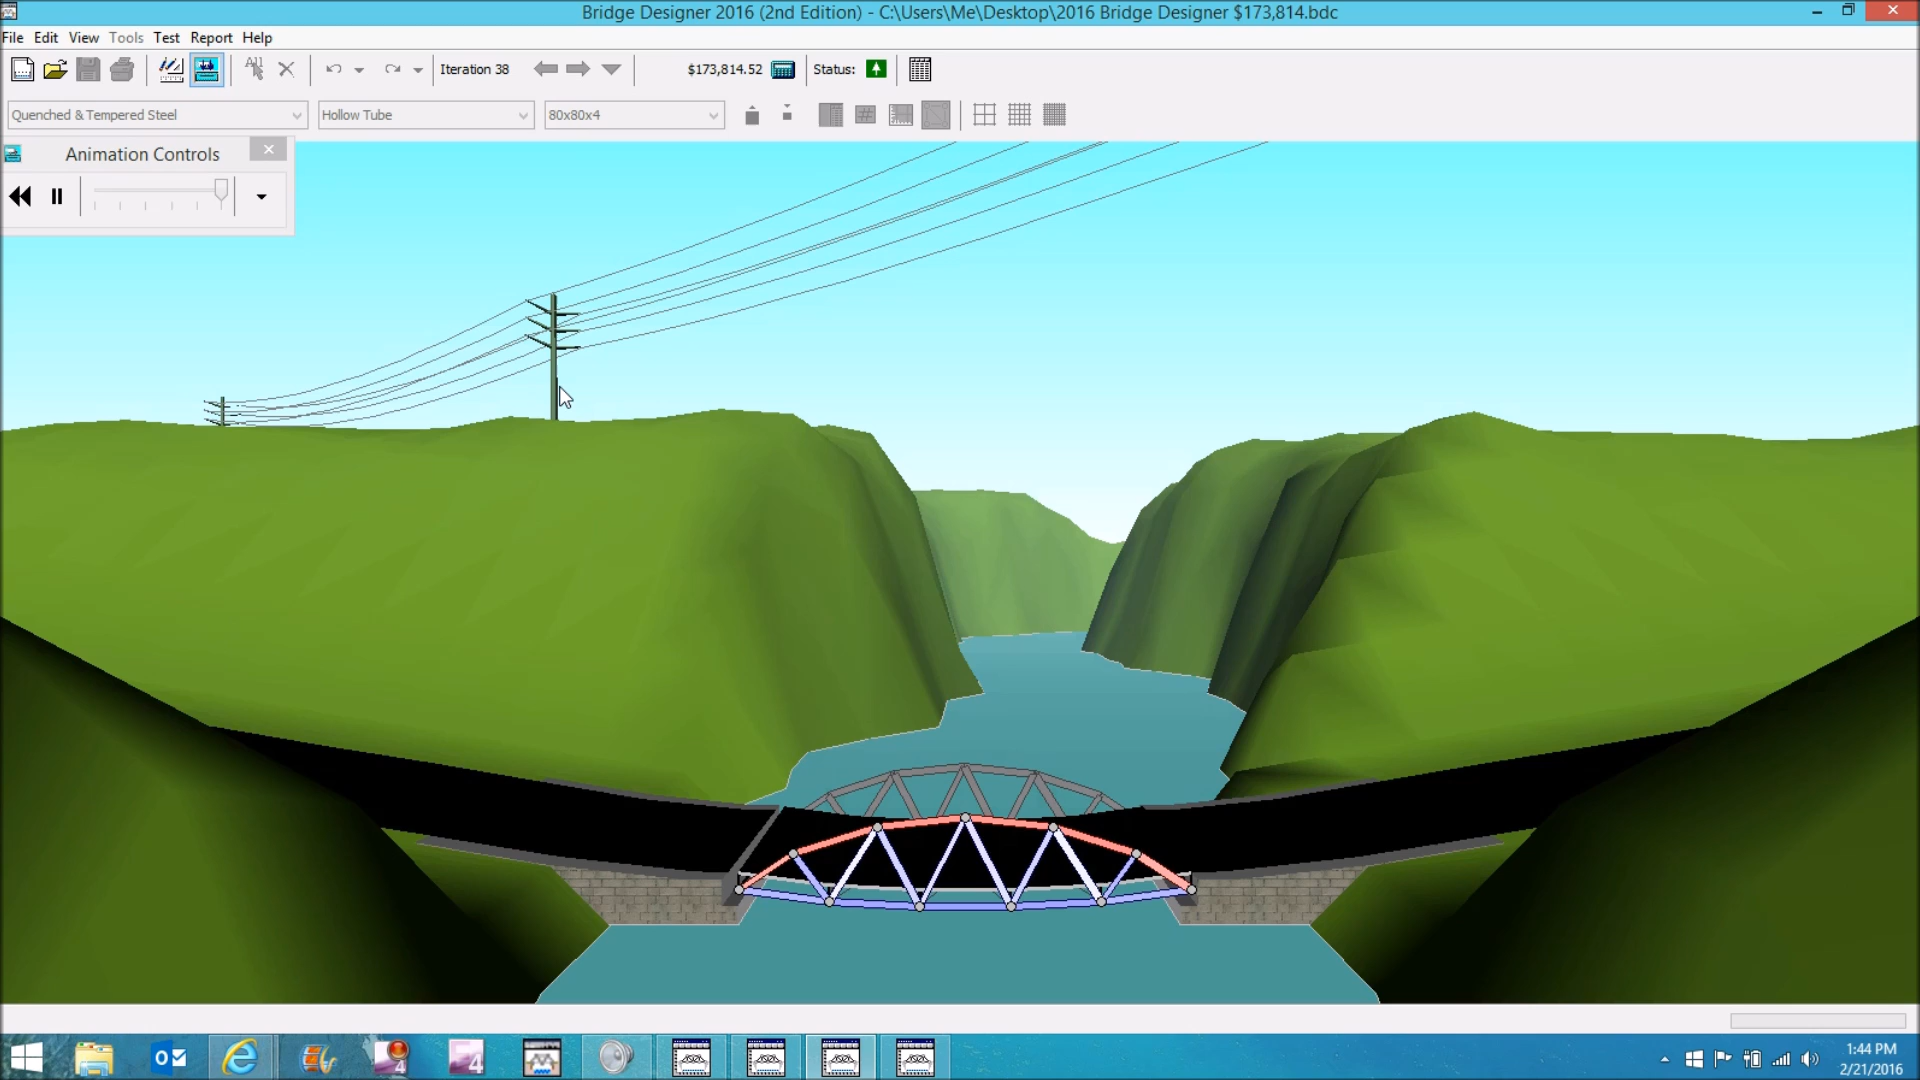 Bridge Designer 2016 (2nd Edition) - C:\Users\Me\Desktop\2016 Bridge Designer $173,814.bdc
File Edit View Tools Test Report Help
All Iteration 38 $173,814.52 Status:
Quenched & Tempered Steel Hollow Tube 80x80x4
Animation Controls
1:44 PM
2/21/2016